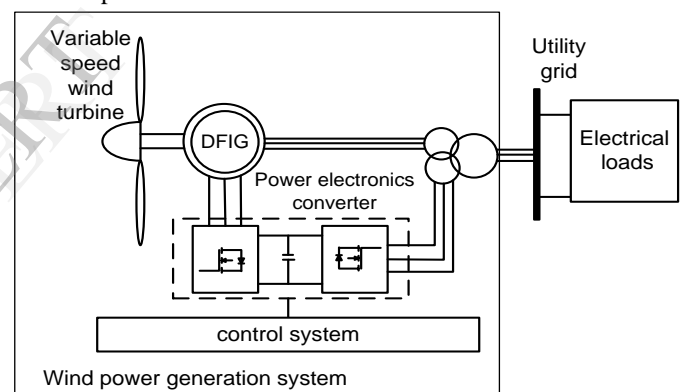 Variable
speed
wind
turbine
DFIG
Utility
grid
Electrical
loads
Power electronics
converter
control system
Wind power generation system